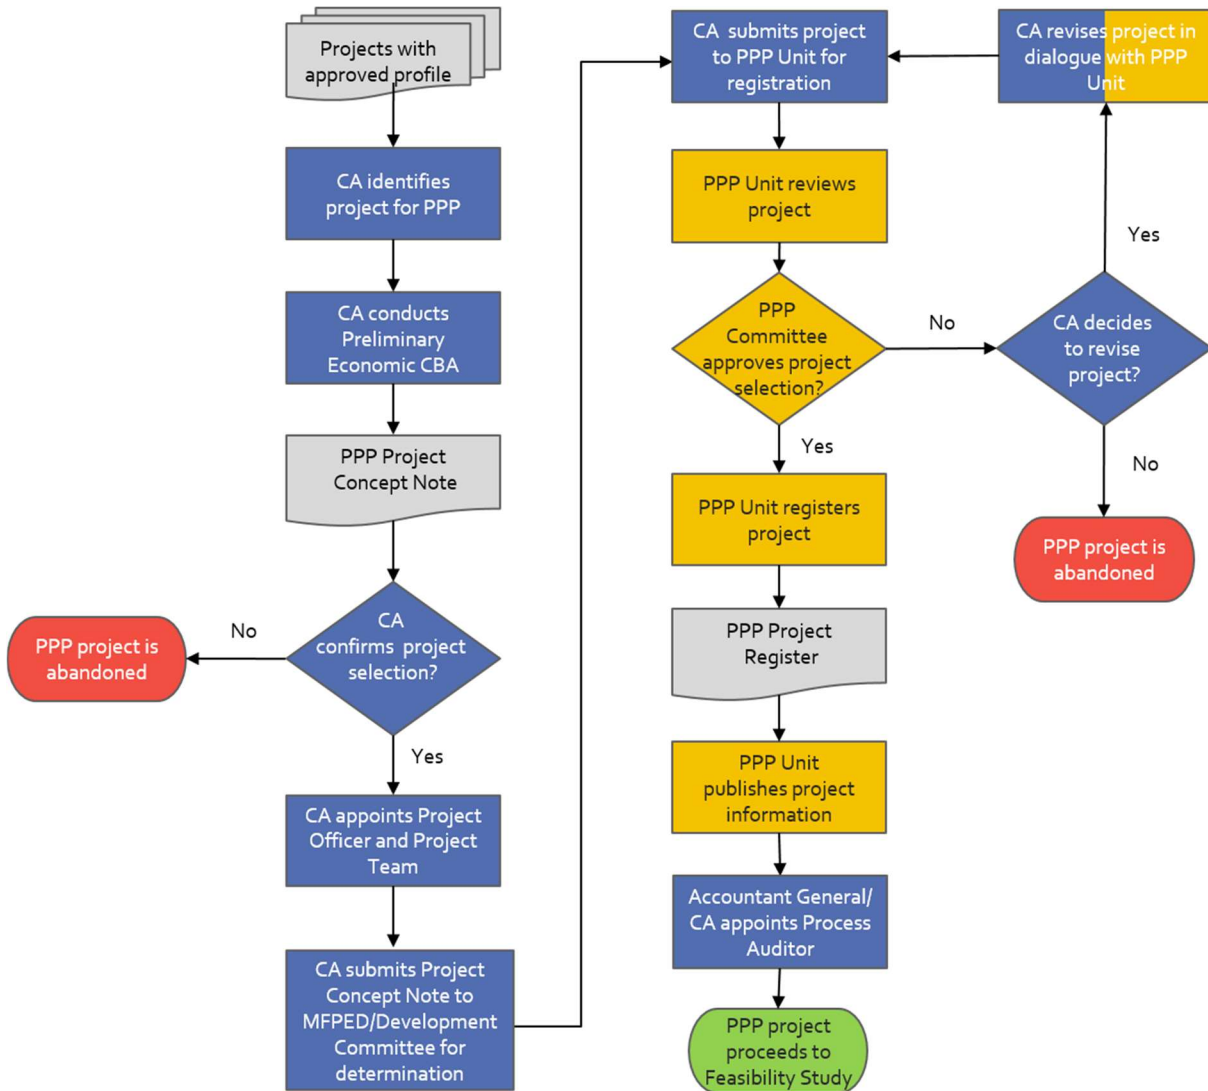 Projects with
approved profile
CA identifies
project for PPP
CA conducts
Preliminary
Economic CBA
PPP Project
Concept Note
CA
confirms project
selection?
No
PPP project is
abandoned
Yes
CA appoints Project
Officer and Project
Team
CA submits Project
Concept Note to
MFPED/Development
Committee for
determination
CA submits project
to PPP Unit for
registration
PPP Unit reviews
project
PPP
Committee
approves project
selection?
No
CA decides
to revise
project?
Yes
CA revises project in
dialogue with PPP
Unit
No
PPP project is
abandoned
Yes
PPP Unit registers
project
PPP Project
Register
PPP Unit
publishes project
information
Accountant General/
CA appoints Process
Auditor
PPP project
proceeds to
Feasibility Study